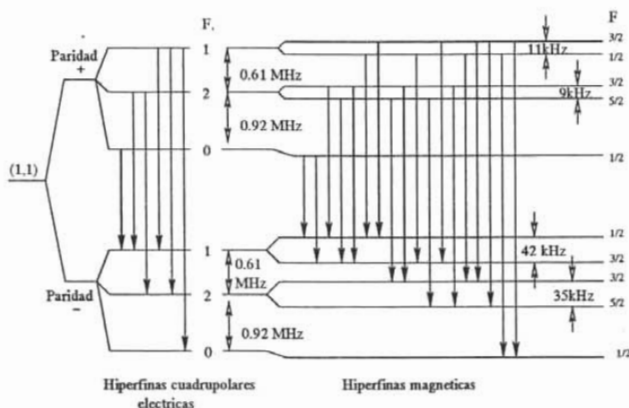 F
Paridad
+
1
0.61 MHz
2
0.92 MHz
0
(1,1)
1
0.61
MHz
2
Paridad
−
0.92 MHz
0
Hiperfinas cuadrupolares
electricas
F
3/2
11kHz
1/2
3/2
9kHz
5/2
1/2
1/2
42 kHz
3/2
3/2
35kHz
5/2
1/2
Hiperfinas magneticas